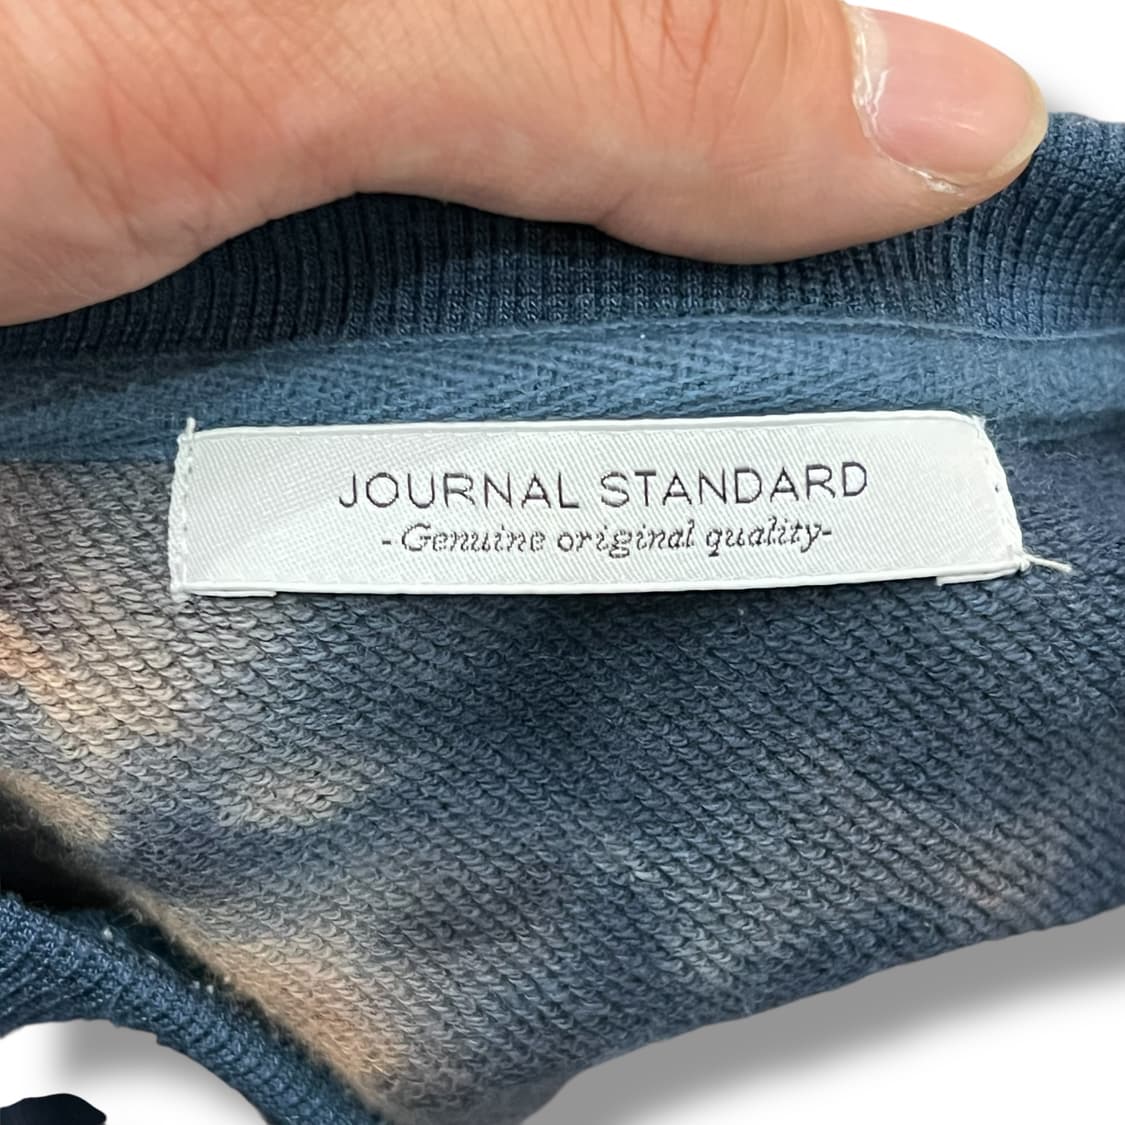 JOURNAL STANDARD
-Genuine original quality-